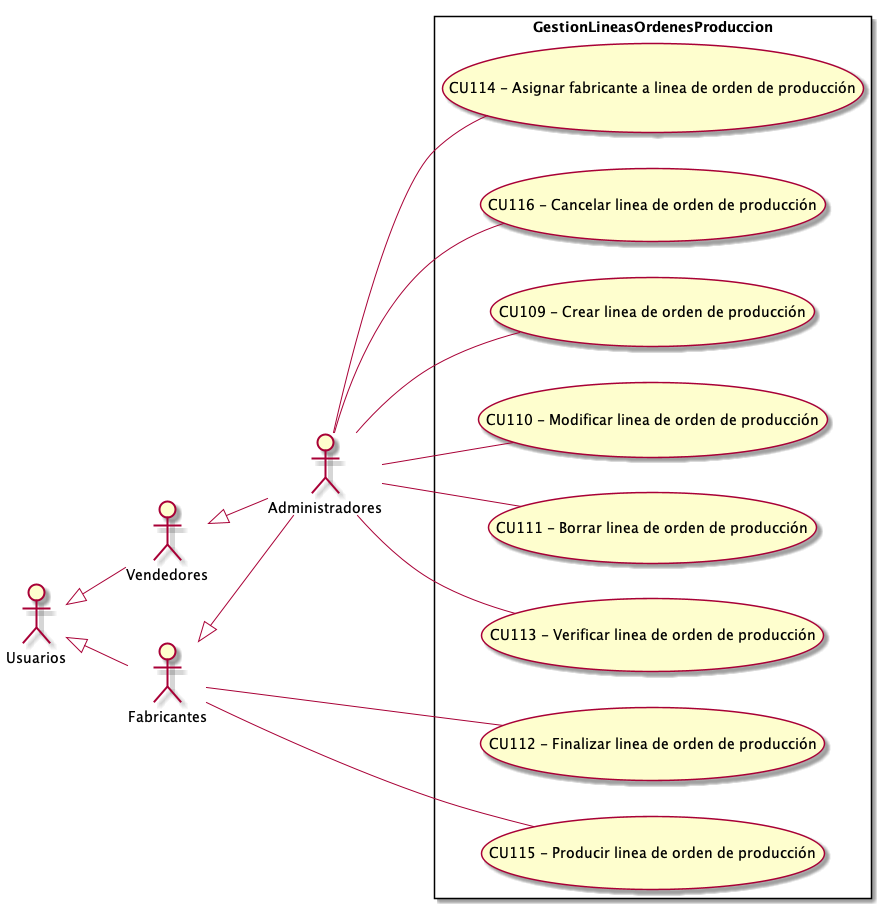 GestionLineasOrdenesProduccion
CU114 - Asignar fabricante a linea de orden de producción
CU116 - Cancelar linea de orden de producción
CU109 - Crear linea de orden de producción
CU110 - Modificar linea de orden de producción
Administradores
CU111 - Borrar linea de orden de producción
Vendedores
CU113 - Verificar linea de orden de producción
Usuarios
Fabricantes
CU112 - Finalizar linea de orden de producción
CU115 - Producir linea de orden de producción